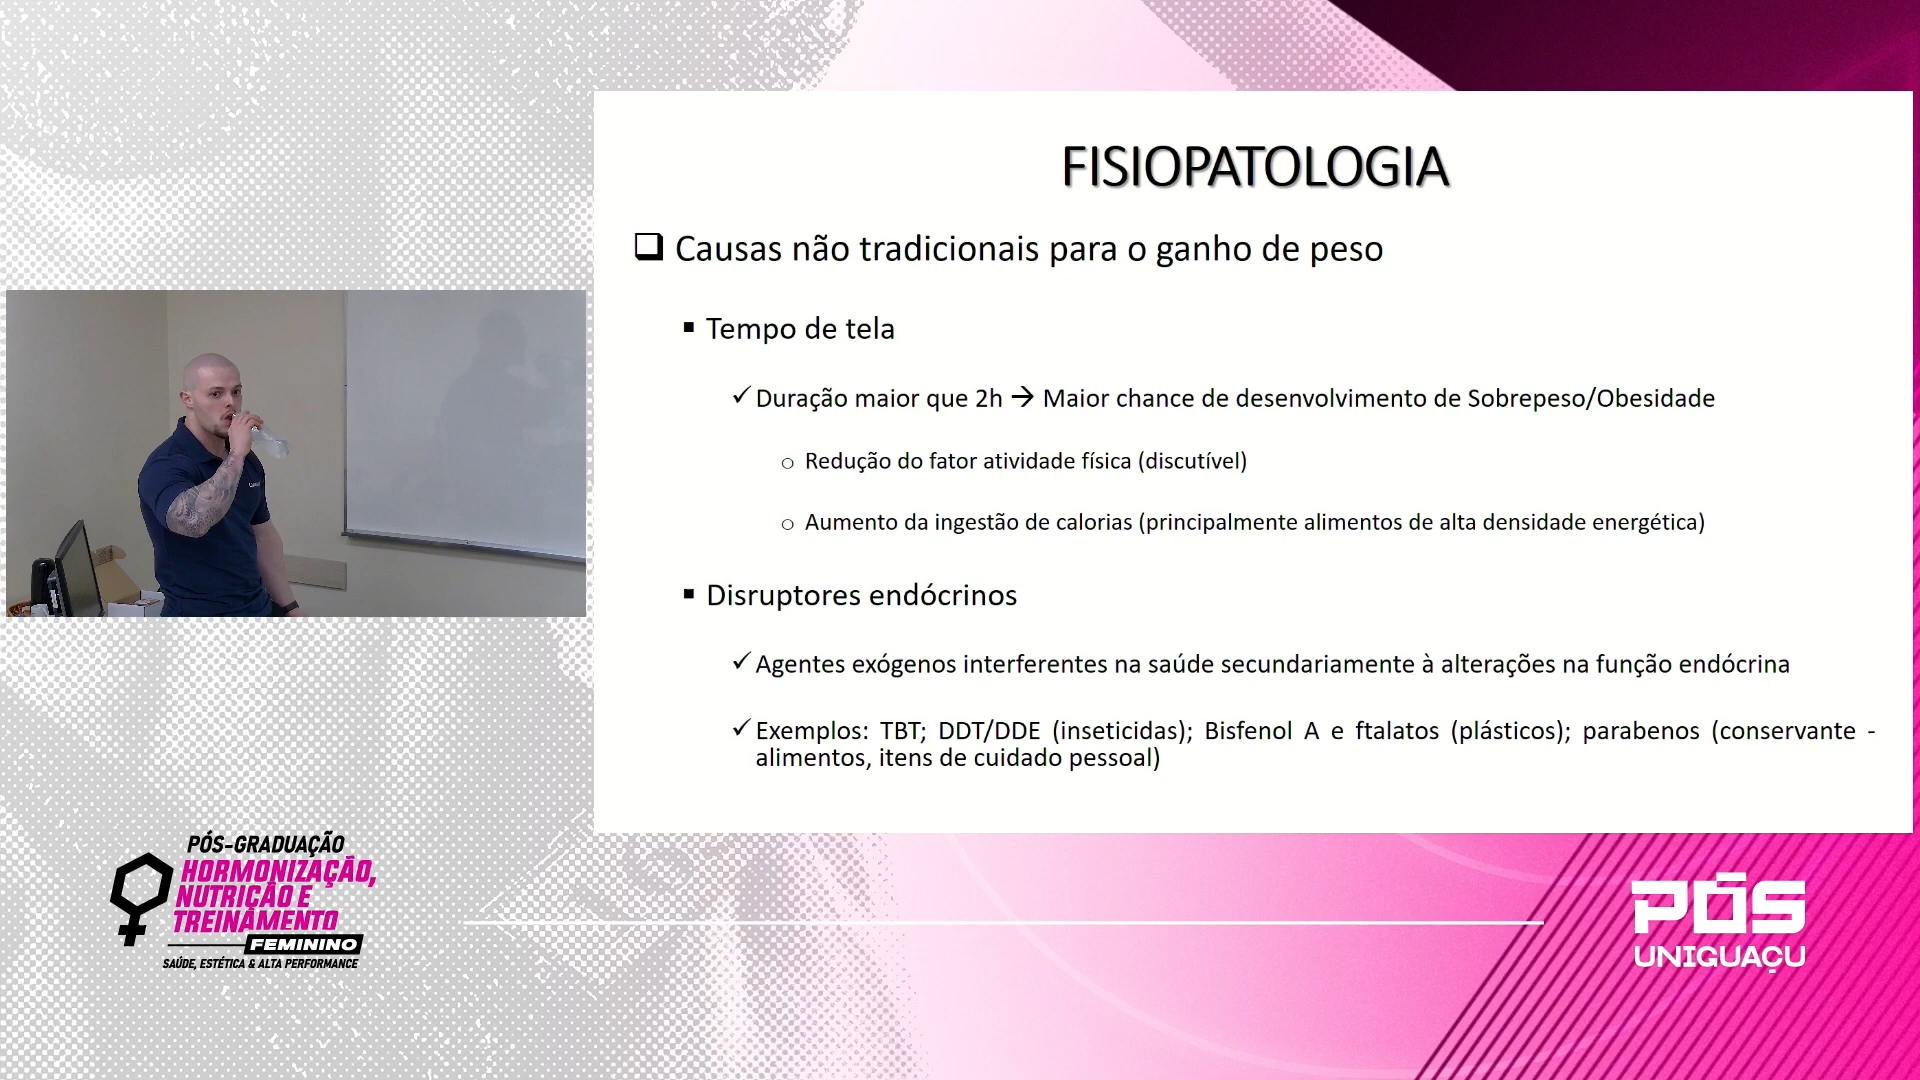 FISIOPATOLOGIA
❑ Causas não tradicionais para o ganho de peso
▪ Tempo de tela
✓ Duração maior que 2h → Maior chance de desenvolvimento de Sobrepeso/Obesidade
o Redução do fator atividade física (discutível)
o Aumento da ingestão de calorias (principalmente alimentos de alta densidade energética)
▪ Disruptores endócrinos
✓ Agentes exógenos interferentes na saúde secundariamente à alterações na função endócrina
✓ Exemplos: TBT; DDT/DDE (inseticidas); Bisfenol A e ftalatos (plásticos); parabenos (conservante -
alimentos, itens de cuidado pessoal)
PÓS-GRADUAÇÃO
HORMONIZAÇÃO,
NUTRIÇÃO E
TREINAMENTO
FEMININO
SAÚDE, ESTÉTICA & ALTA PERFORMANCE
PÓS
UNIGUAÇU